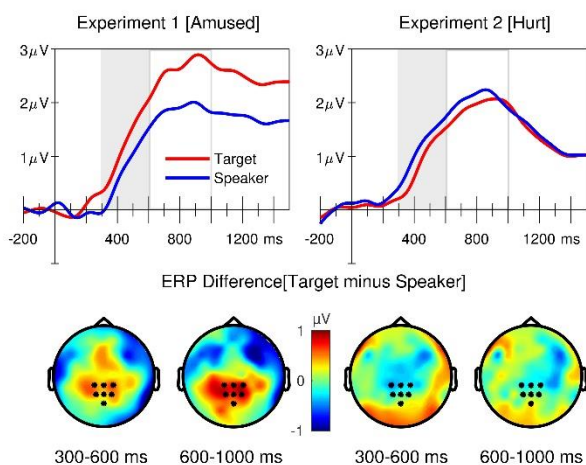 Experiment 1 [Amused]
Experiment 2 [Hurt]
3µV
2µV
1µV
Target
Speaker
-200 400 800 1200 ms
3µV
2µV
1µV
-200 400 800 1200 ms
ERP Difference[Target minus Speaker]
µV
1
0
-1
300-600 ms 600-1000 ms 300-600 ms 600-1000 ms